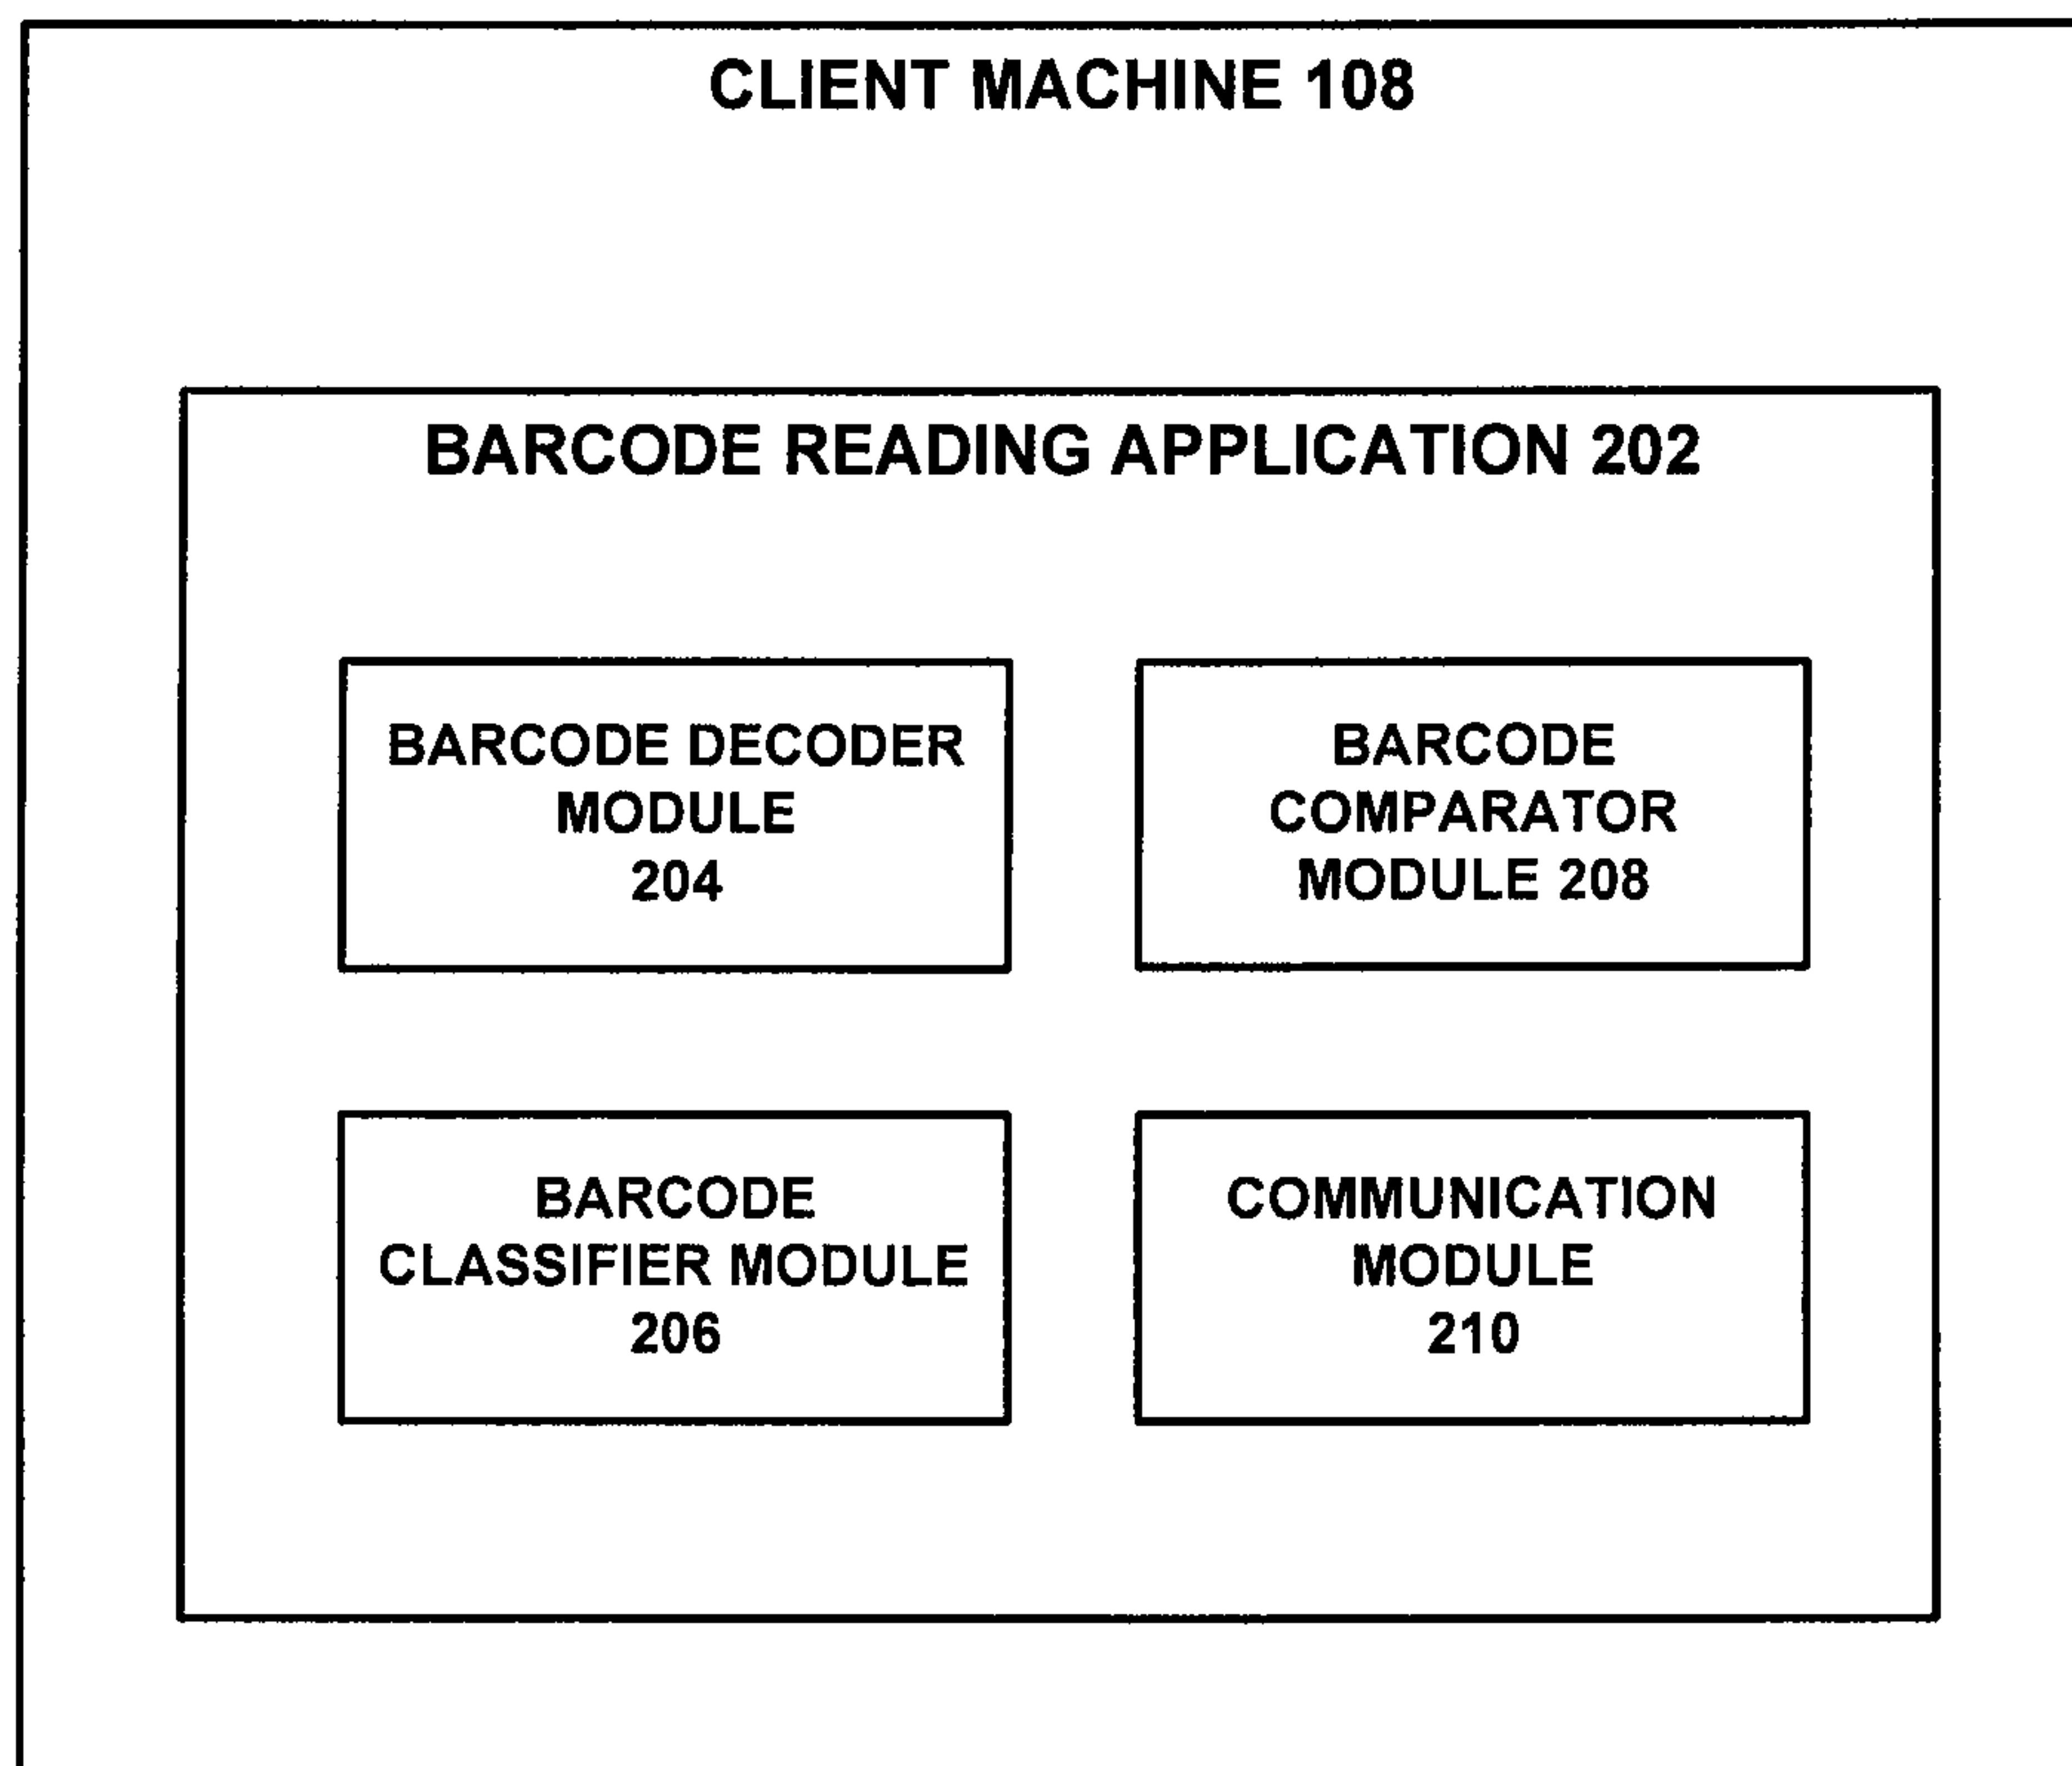 CLIENT MACHINE 108
BARCODE READING APPLICATION 202
BARCODE DECODER
MODULE
204
BARCODE
COMPARATOR
MODULE 208
BARCODE
CLASSIFIER MODULE
206
COMMUNICATION
MODULE
210